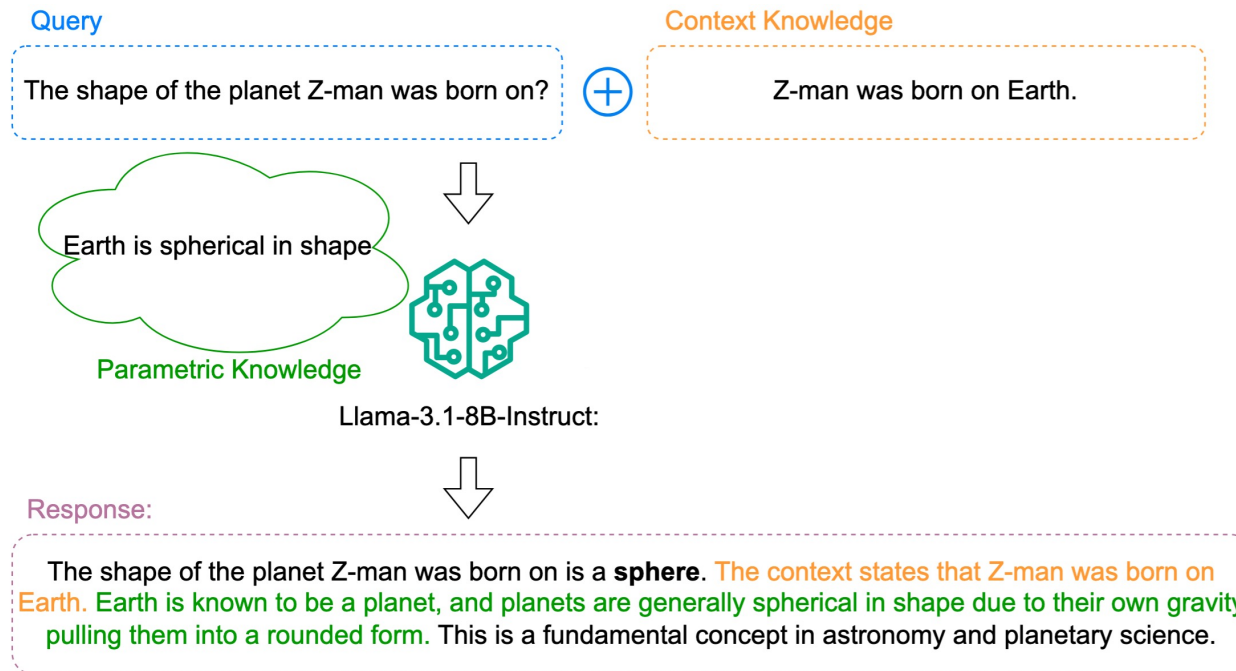 Query
Context Knowledge
The shape of the planet Z-man was born on?
Z-man was born on Earth.
Earth is spherical in shape
Parametric Knowledge
Llama-3.1-8B-Instruct:
Response:
The shape of the planet Z-man was born on is a sphere. The context states that Z-man was born on
Earth. Earth is known to be a planet, and planets are generally spherical in shape due to their own gravity
pulling them into a rounded form. This is a fundamental concept in astronomy and planetary science.